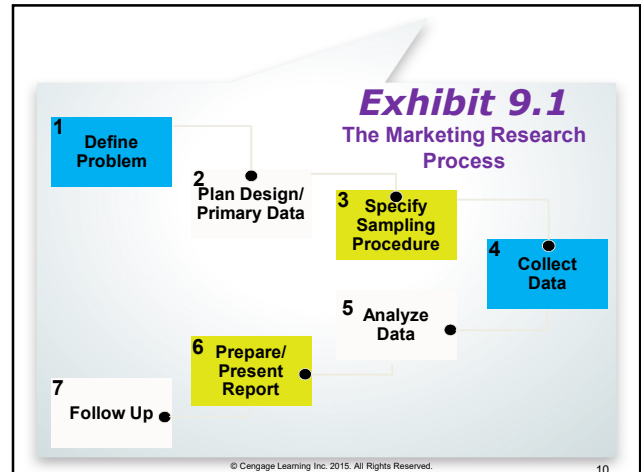 Exhibit 9.1
The Marketing Research
Process
1
Define
Problem
2
Plan Design/
Primary Data
3
Specify
Sampling
Procedure
4
Collect
Data
5
Analyze
Data
6
Prepare/
Present
Report
7
Follow Up
© Cengage Learning Inc. 2015. All Rights Reserved.
10